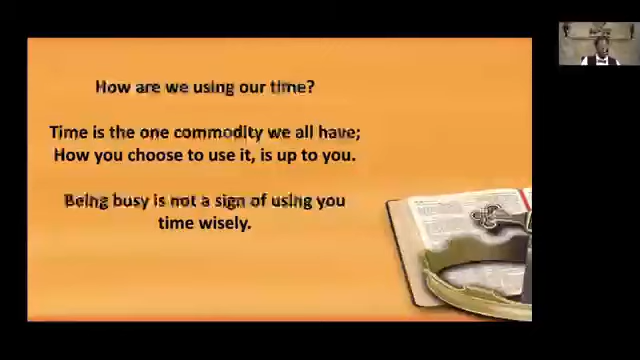 How are we using our time?
Time is the one commodity we all have;
How you choose to use it, is up to you.
Being busy is not a sign of using you
time wisely.